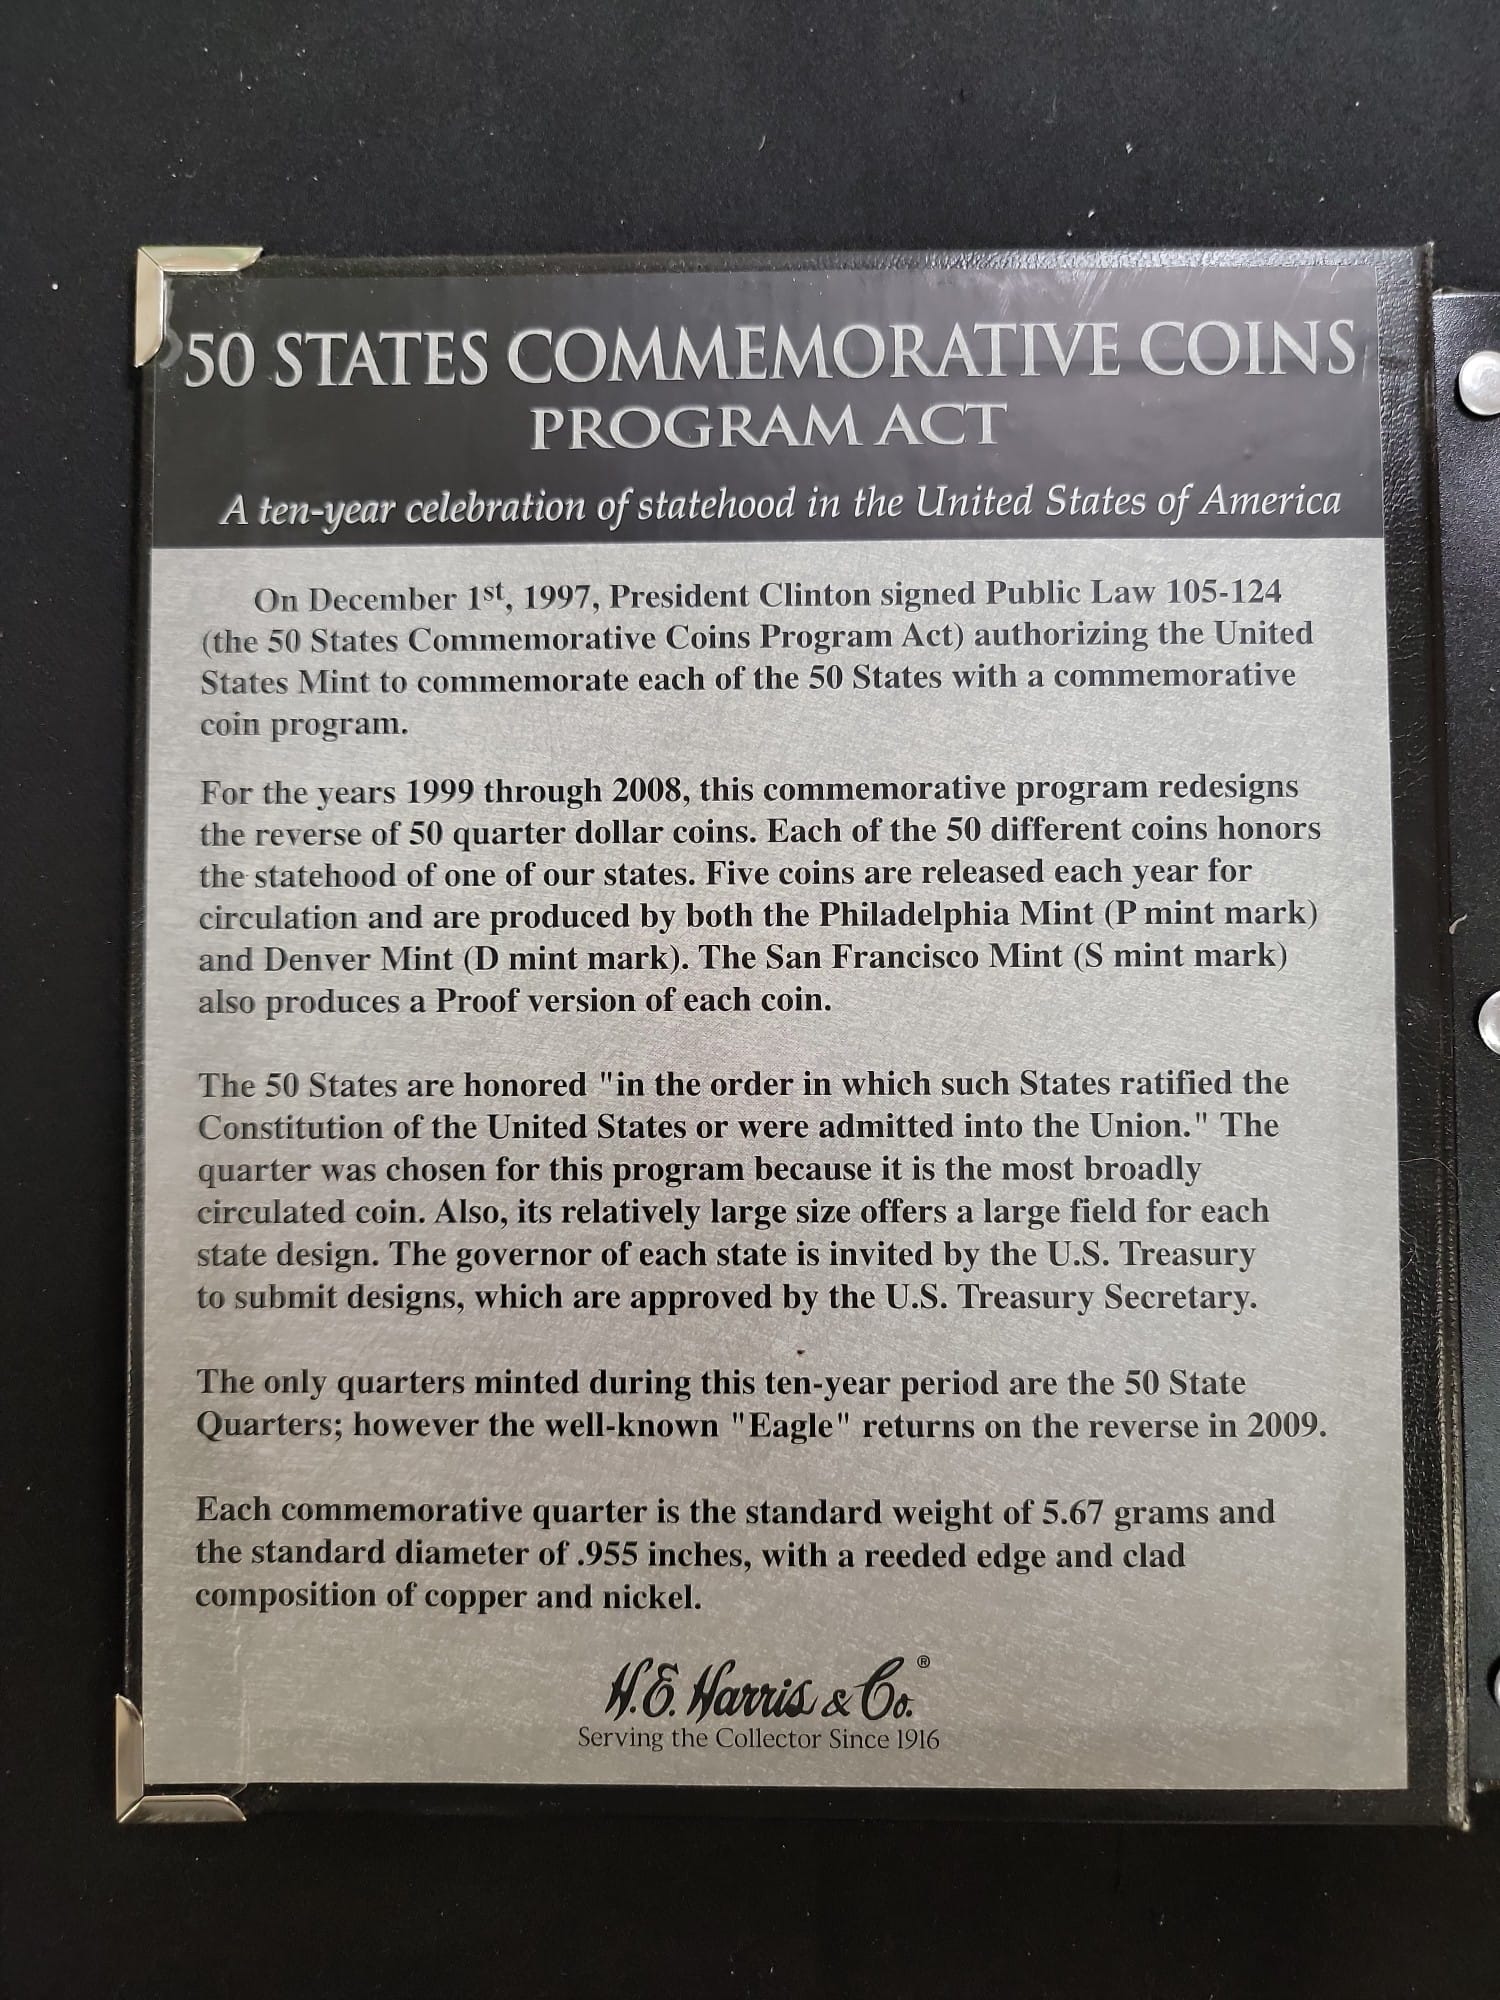 50 STATES COMMEMORATIVE COINS
PROGRAM ACT
A ten-year celebration of statehood in the United States of America
On December 1st, 1997, President Clinton signed Public Law 105-124
(the 50 States Commemorative Coins Program Act) authorizing the United
States Mint to commemorate each of the 50 States with a commemorative
coin program.
For the years 1999 through 2008, this commemorative program redesigns
the reverse of 50 quarter dollar coins. Each of the 50 different coins honors
the statehood of one of our states. Five coins are released each year for
circulation and are produced by both the Philadelphia Mint (P mint mark)
and Denver Mint (D mint mark). The San Francisco Mint (S mint mark)
also produces a Proof version of each coin.
The 50 States are honored "in the order in which such States ratified the
Constitution of the United States or were admitted into the Union." The
quarter was chosen for this program because it is the most broadly
circulated coin. Also, its relatively large size offers a large field for each
state design. The governor of each state is invited by the U.S. Treasury
to submit designs, which are approved by the U.S. Treasury Secretary.
The only quarters minted during this ten-year period are the 50 State
Quarters; however the well-known "Eagle" returns on the reverse in 2009.
Each commemorative quarter is the standard weight of 5.67 grams and
the standard diameter of .955 inches, with a reeded edge and clad
composition of copper and nickel.
H.E. Harris & Co.®
Serving the Collector Since 1916